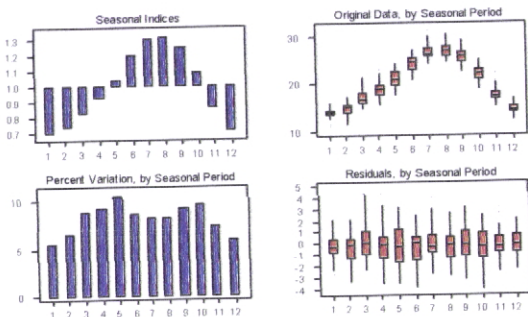 Seasonal Indices
1.3
1.2
1.1
1.0
0.9
0.8
0.7
1 2 3 4 5 6 7 8 9 10 11 12
Original Data, by Seasonal Period
30
20
10
1 2 3 4 5 6 7 8 9 10 11 12
Percent Variation, by Seasonal Period
10
5
0
1 2 3 4 5 6 7 8 9 10 11 12
Residuals, by Seasonal Period
5
4
3
2
1
0
-1
-2
-3
-4
1 2 3 4 5 6 7 8 9 10 11 12